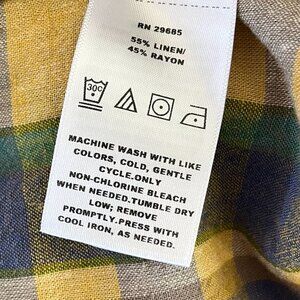 RN 29685
55% LINEN/
45% RAYON
30C
MACHINE WASH WITH LIKE
COLORS, COLD, GENTLE
CYCLE.ONLY
NON-CHLORINE BLEACH
WHEN NEEDED.TUMBLE DRY
LOW; REMOVE
PROMPTLY.PRESS WITH
COOL IRON, AS NEEDED.